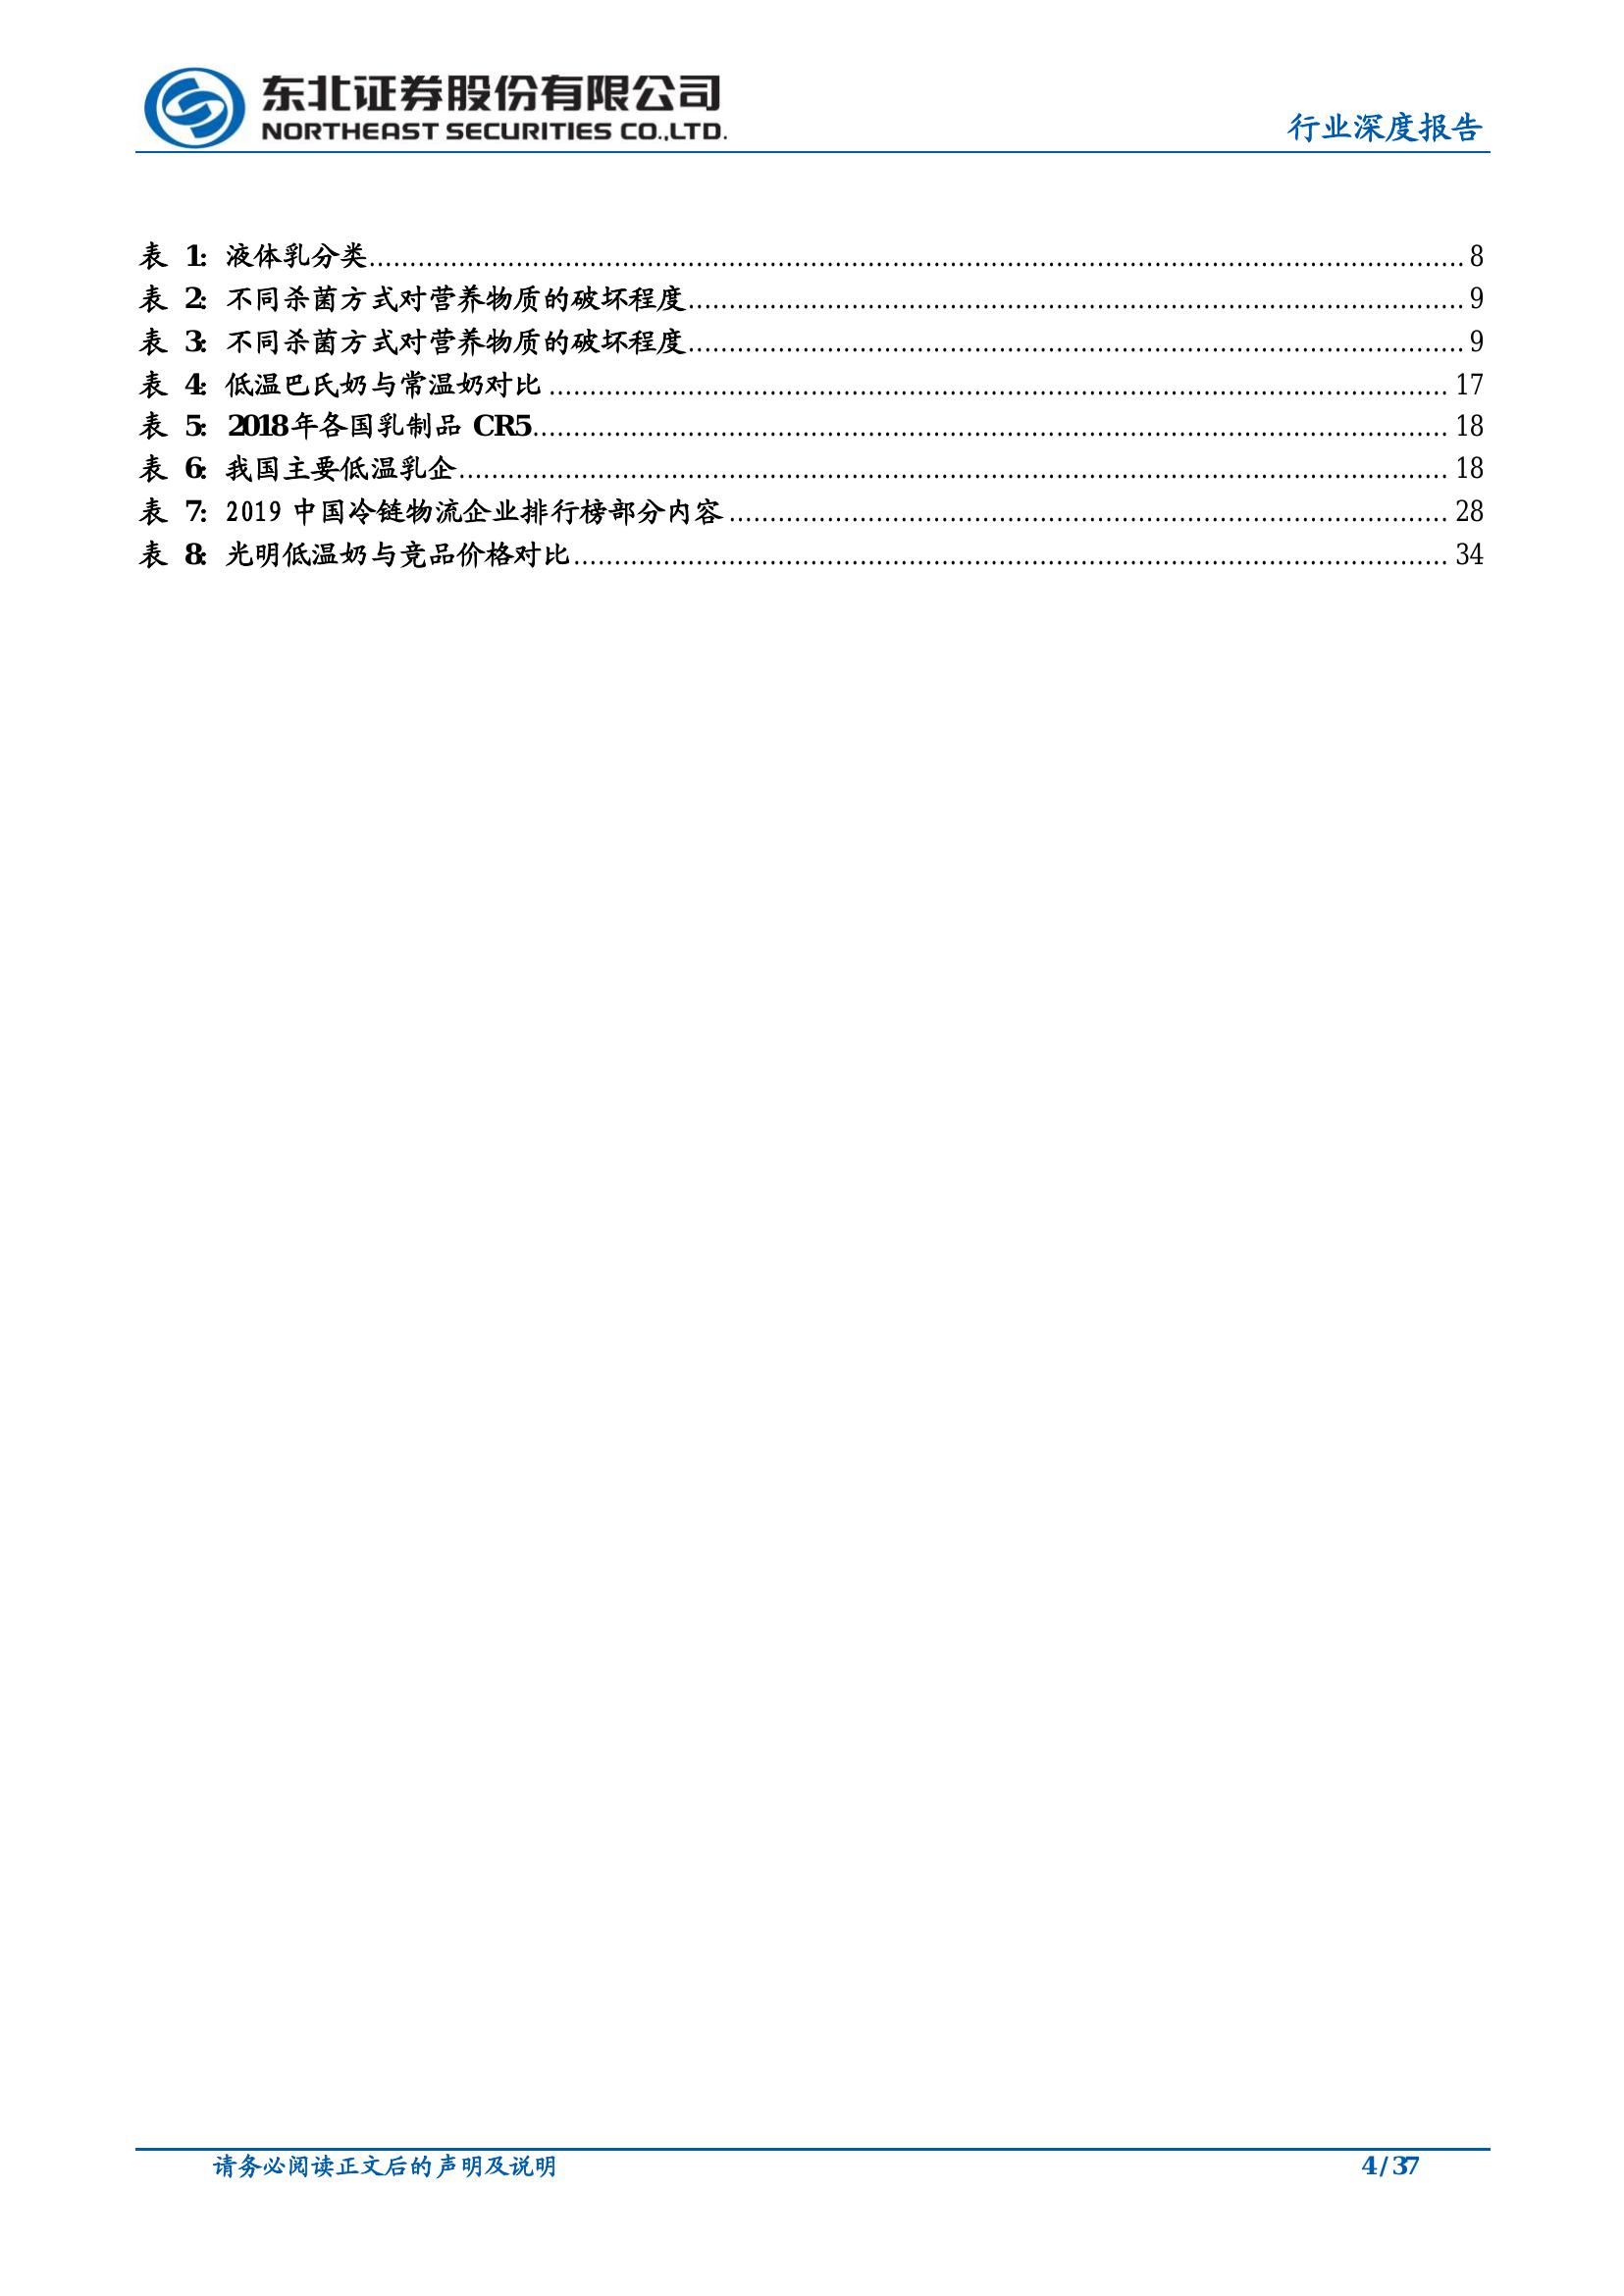 东北证券股份有限公司
NORTHEAST SECURITIES CO.,LTD.
行业深度报告
表 1: 液体乳分类........................................8
表 2: 不同杀菌方式对营养物质的破坏程度........................................9
表 3: 不同杀菌方式对营养物质的破坏程度........................................9
表 4: 低温巴氏奶与常温奶对比........................................17
表 5: 2018年各国乳制品 CR5........................................18
表 6: 我国主要低温乳企........................................18
表 7: 2019 中国冷链物流企业排行榜部分内容........................................28
表 8: 光明低温奶与竞品价格对比........................................34
请务必阅读正文后的声明及说明
4 / 37